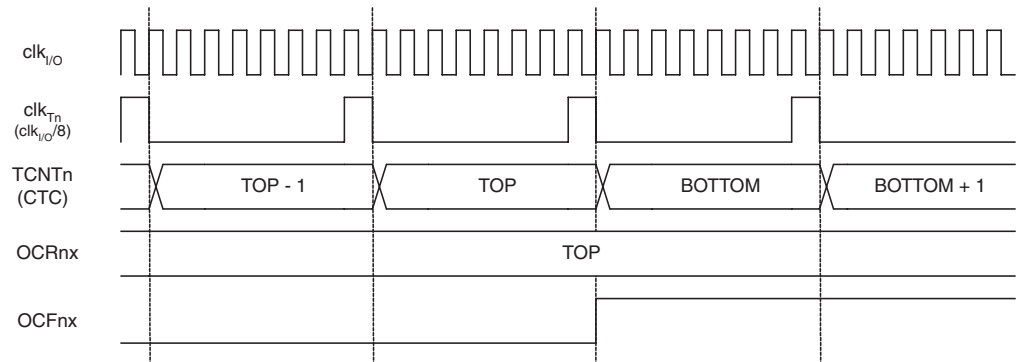 clkI/O
clkTn
(clkI/O/8)
TCNTn
(CTC)
TOP - 1
TOP
BOTTOM
BOTTOM + 1
OCRnx
TOP
OCFnx